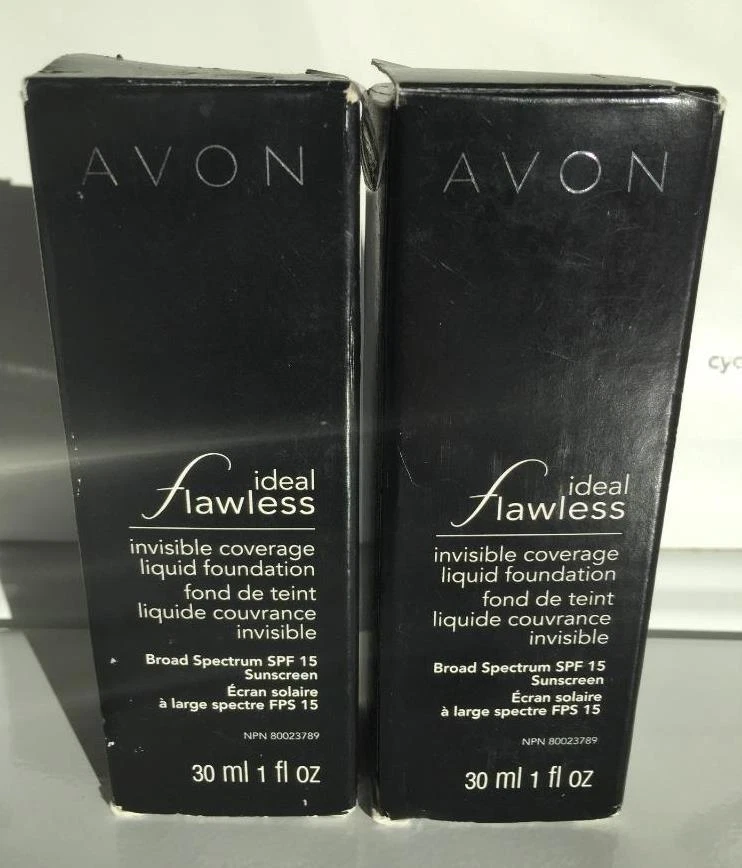 AVON
ideal
flawless
invisible coverage
liquid foundation
fond de teint
liquide couvrance
invisible
Broad Spectrum SPF 15
Sunscreen
Écran solaire
à large spectre FPS 15
NPN 80023789
30 ml 1 fl oz
AVON
ideal
flawless
invisible coverage
liquid foundation
fond de teint
liquide couvrance
invisible
Broad Spectrum SPF 15
Sunscreen
Écran solaire
à large spectre FPS 15
NPN 80023789
30 ml 1 fl oz